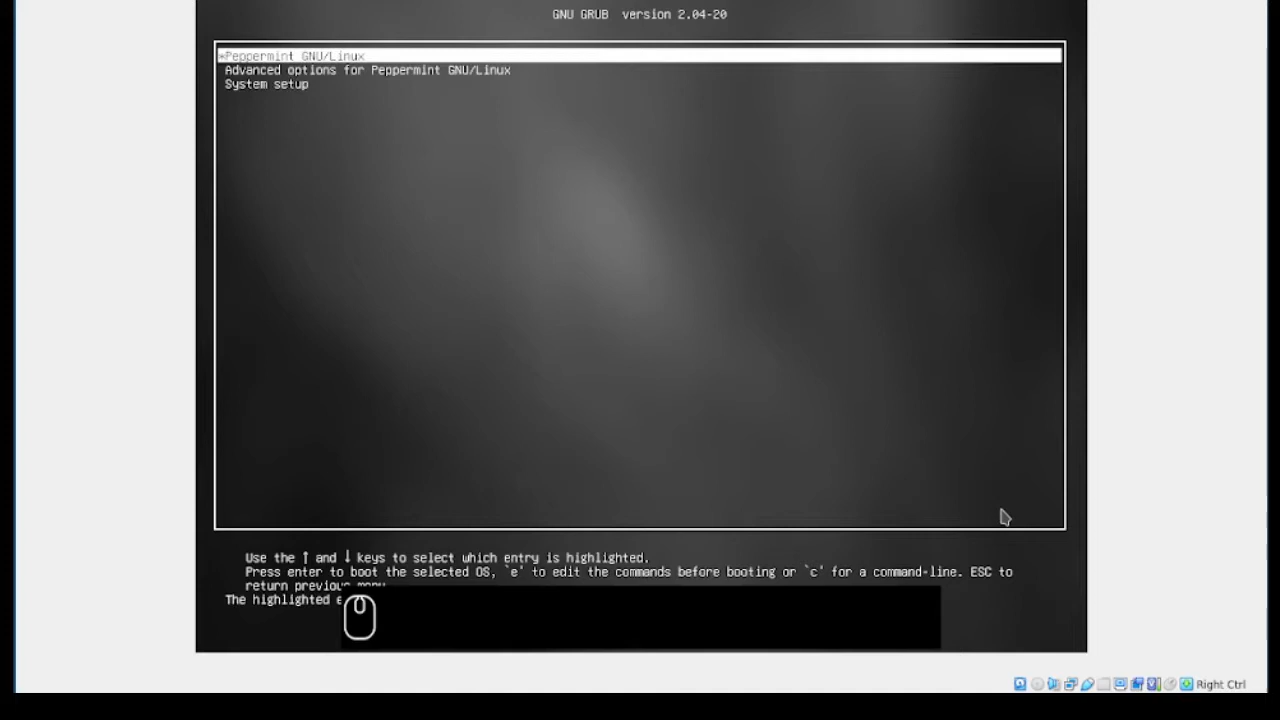 GNU GRUB version 2.04-20
*Peppermint GNU/Linux
Advanced options for Peppermint GNU/Linux
System setup
Use the ↑ and ↓ keys to select which entry is highlighted.
Press enter to boot the selected OS, `e' to edit the commands before booting or `c' for a command-line. ESC to
return previous menu.
The highlighted
Right Ctrl